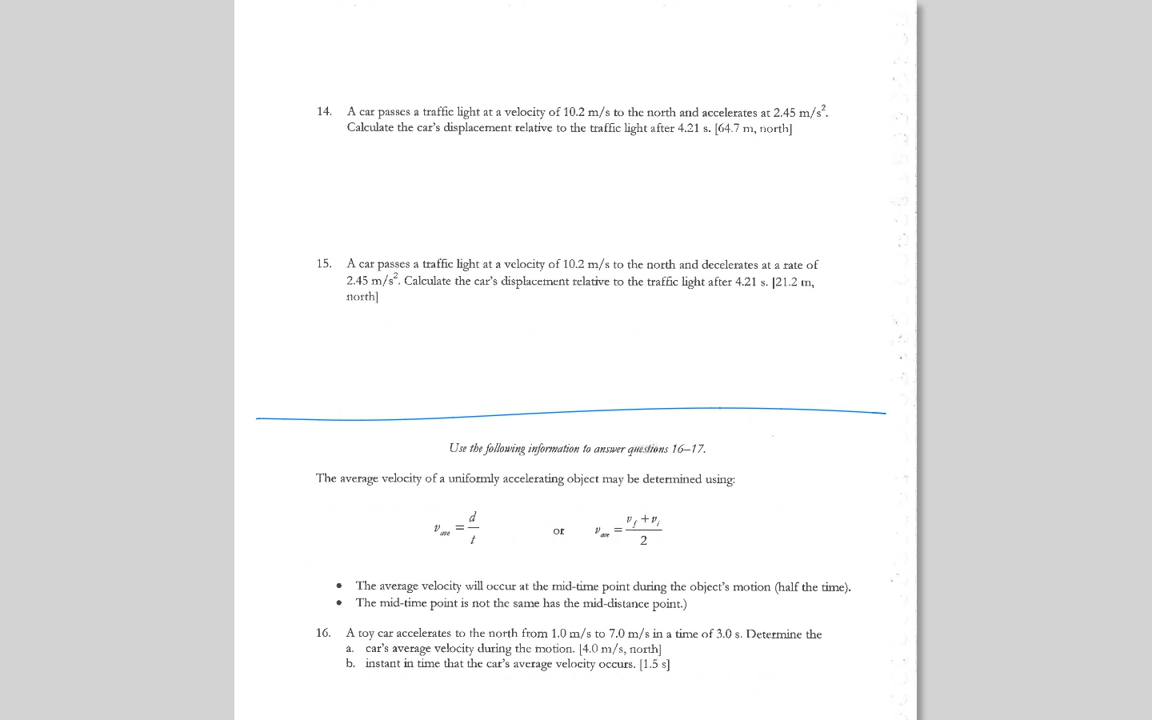 14. A car passes a traffic light at a velocity of 10.2 m/s to the north and accelerates at 2.45 m/s².
Calculate the car's displacement relative to the traffic light after 4.21 s. [64.7 m, north]
15. A car passes a traffic light at a velocity of 10.2 m/s to the north and decelerates at a rate of
2.45 m/s². Calculate the car's displacement relative to the traffic light after 4.21 s. [21.2 m,
north]
Use the following information to answer questions 16–17.
The average velocity of a uniformly accelerating object may be determined using:
v_ave = d/t or v_ave = (v_f + v_i)/2
• The average velocity will occur at the mid-time point during the object's motion (half the time).
• The mid-time point is not the same has the mid-distance point.)
16. A toy car accelerates to the north from 1.0 m/s to 7.0 m/s in a time of 3.0 s. Determine the
a. car's average velocity during the motion. [4.0 m/s, north]
b. instant in time that the car's average velocity occurs. [1.5 s]